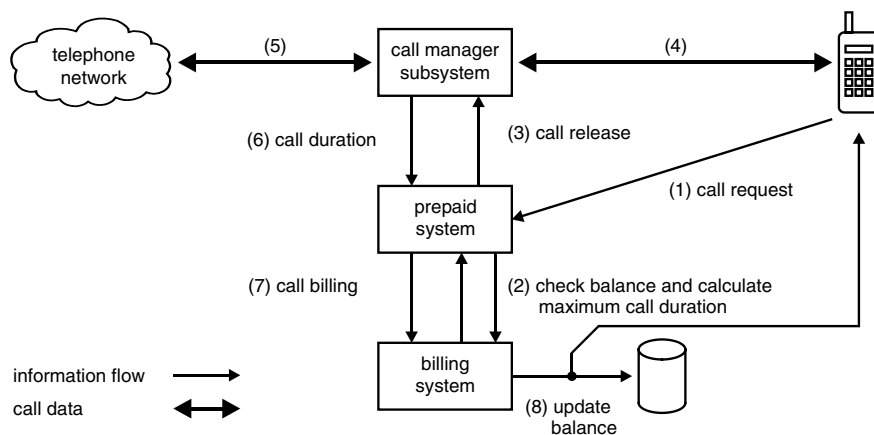 telephone
network
(5)
call manager
subsystem
(4)
(6) call duration
(3) call release
(1) call request
prepaid
system
(7) call billing
(2) check balance and calculate
maximum call duration
billing
system
information flow
call data
(8) update
balance